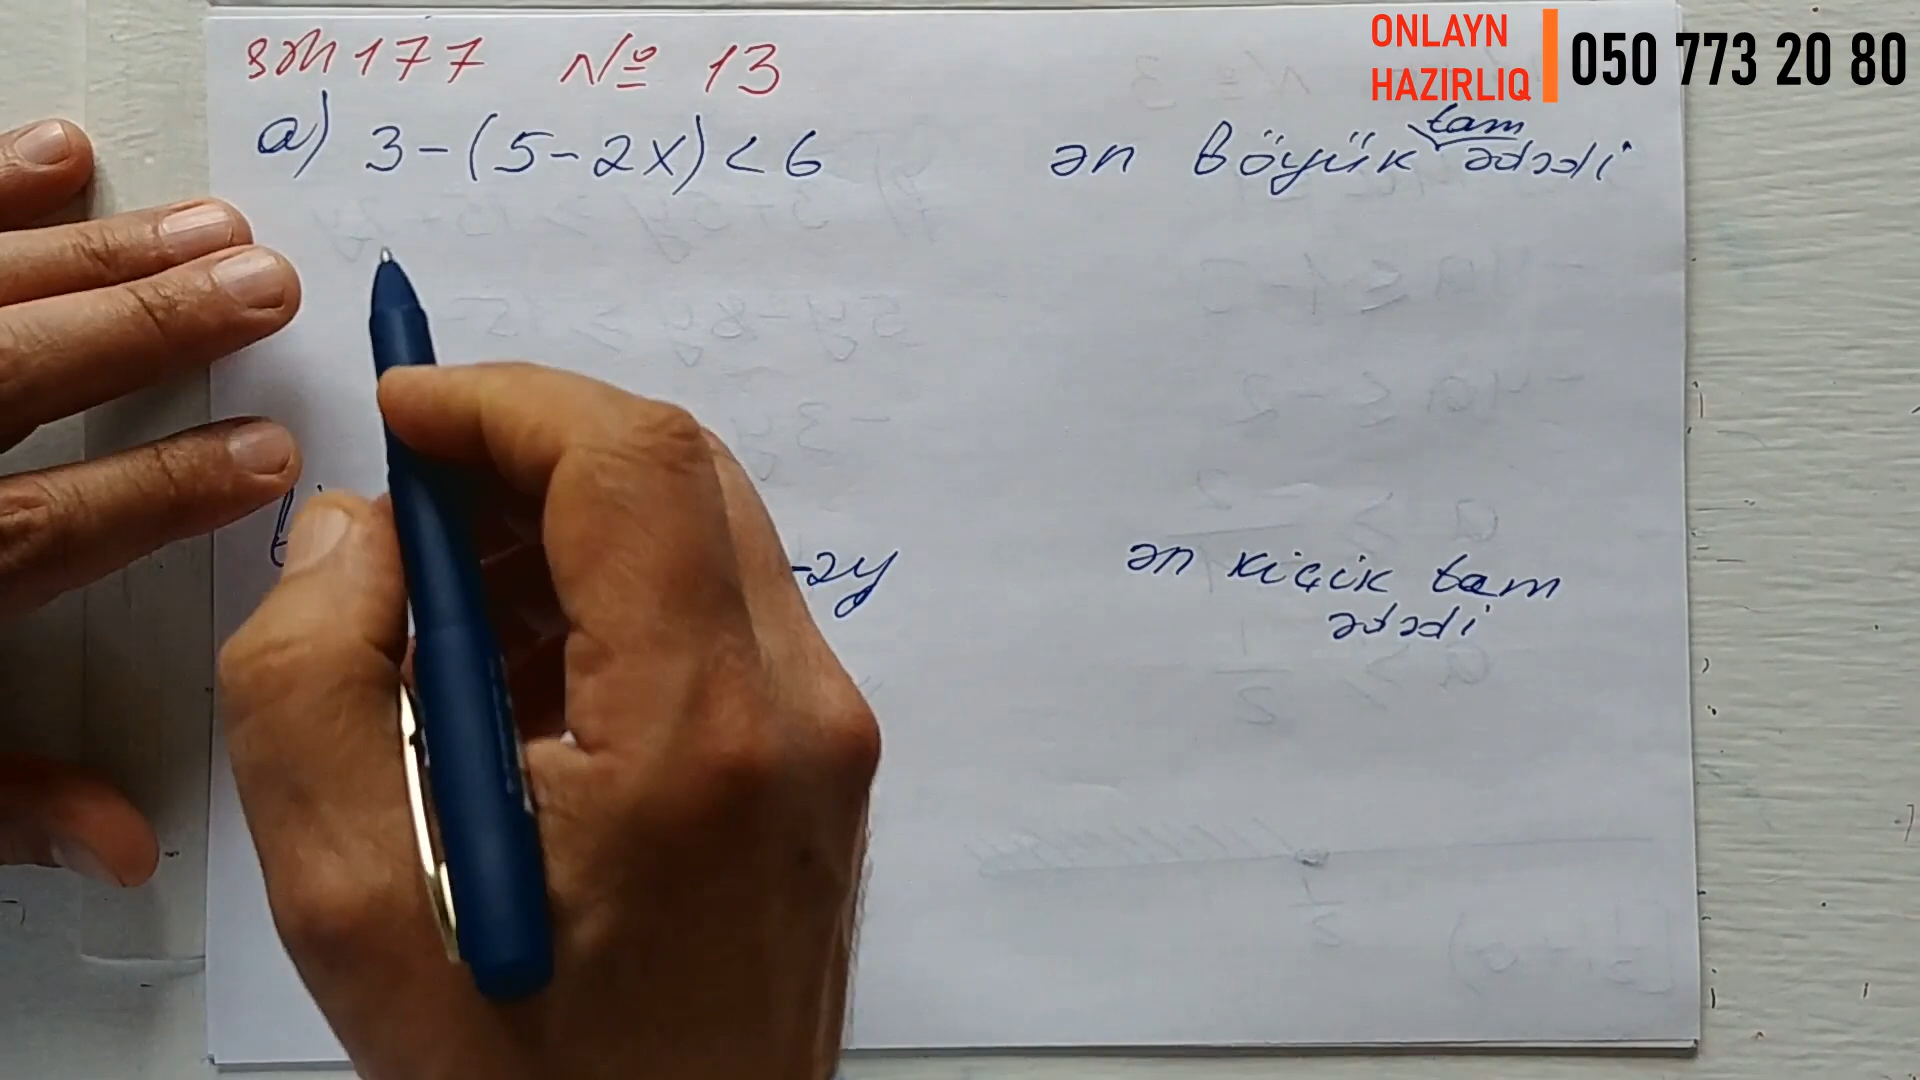 ONLAYN
HAZIRLIQ
050 773 20 80
səh 177 № 13
a) 3-(5-2x)<6
ən böyük tam ədədi
-2y
ən kiçik tam
ədədi